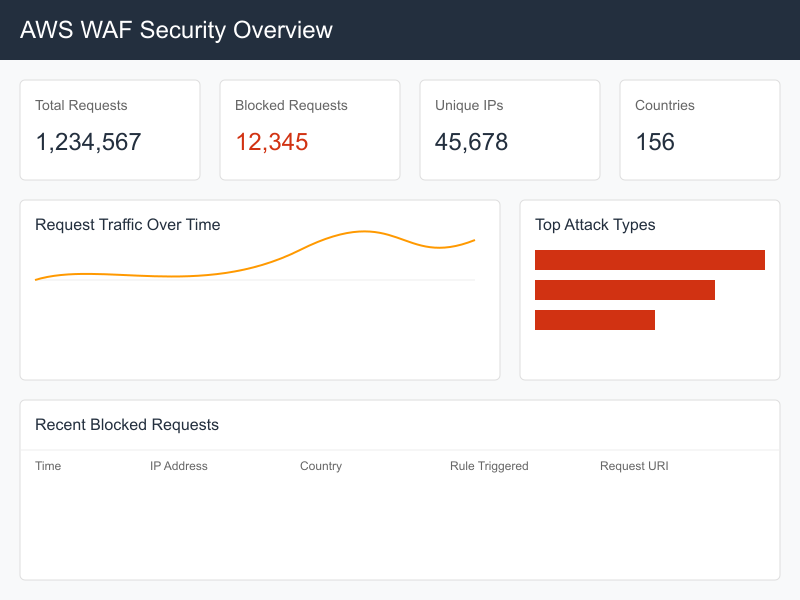 AWS WAF Security Overview
Total Requests
1,234,567
Blocked Requests
12,345
Unique IPs
45,678
Countries
156
Request Traffic Over Time
Top Attack Types
Recent Blocked Requests
Time IP Address Country Rule Triggered Request URI